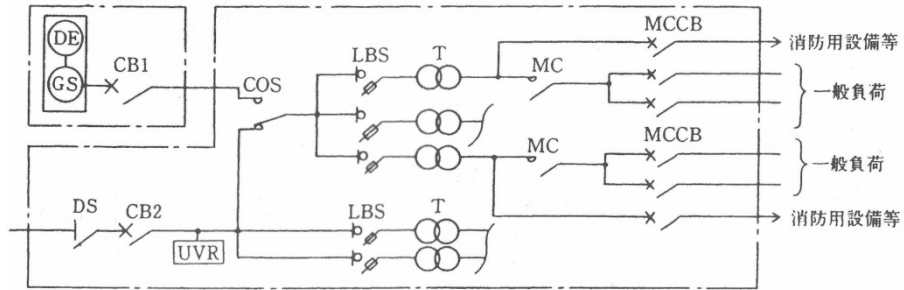 DE
GS
CB1
COS
LBS
T
MC
MCCB
消防用設備等
一般負荷
MC
MCCB
一般負荷
消防用設備等
DS
CB2
UVR
LBS
T